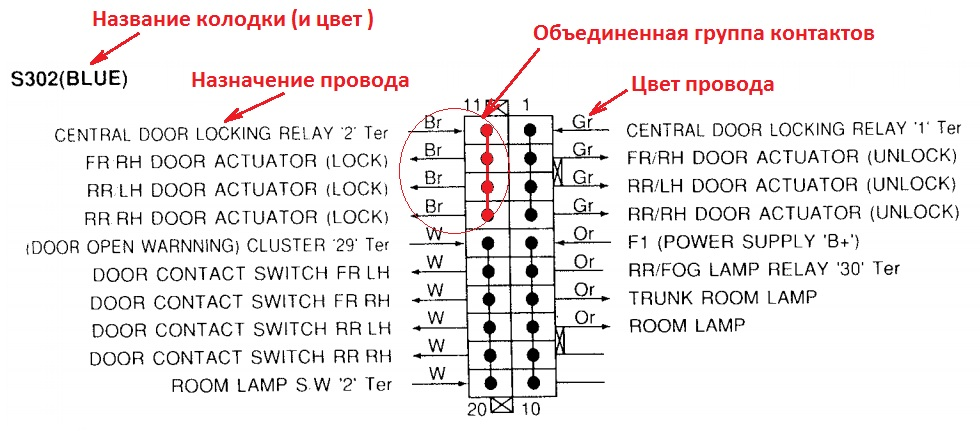 Название колодки (и цвет )
Объединенная группа контактов
S302(BLUE)
Назначение провода
Цвет провода
11 1
CENTRAL DOOR LOCKING RELAY '2' Ter Br Gr CENTRAL DOOR LOCKING RELAY '1' Ter
FR RH DOOR ACTUATOR (LOCK) Br Gr FR/RH DOOR ACTUATOR (UNLOCK)
RR/LH DOOR ACTUATOR (LOCK) Br Gr RR/LH DOOR ACTUATOR (UNLOCK)
RR RH DOOR ACTUATOR (LOCK) Br Gr RR/RH DOOR ACTUATOR (UNLOCK)
(DOOR OPEN WARNNING) CLUSTER '29' Ter W Or F1 (POWER SUPPLY 'B+')
DOOR CONTACT SWITCH FR LH W Or RR/FOG LAMP RELAY '30' Ter
DOOR CONTACT SWITCH FR RH W Or TRUNK ROOM LAMP
DOOR CONTACT SWITCH RR LH W Or ROOM LAMP
DOOR CONTACT SWITCH RR RH W
ROOM LAMP S.W '2' Ter W
20 10